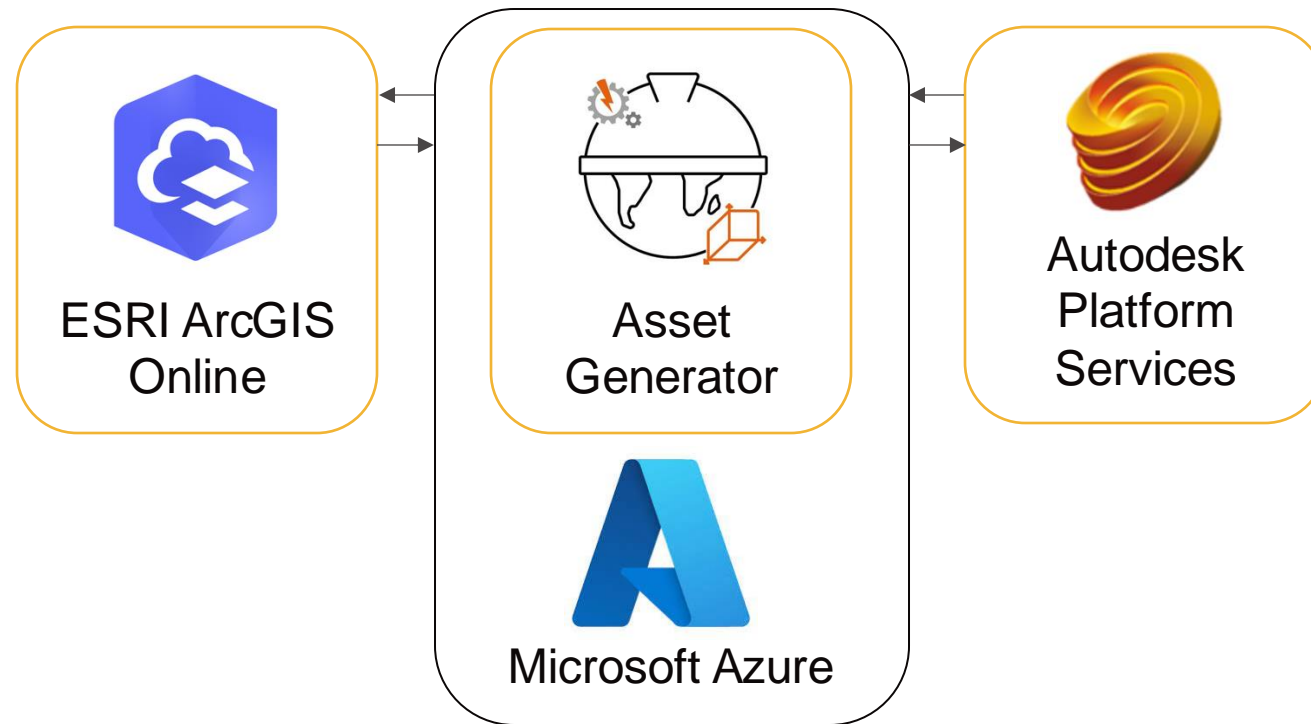 ESRI ArcGIS
Online
Asset
Generator
Autodesk
Platform
Services
Microsoft Azure